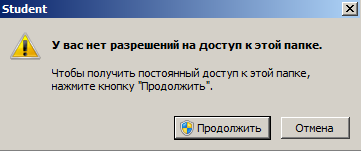 Student
У вас нет разрешений на доступ к этой папке.
Чтобы получить постоянный доступ к этой папке,
нажмите кнопку "Продолжить".
Продолжить
Отмена